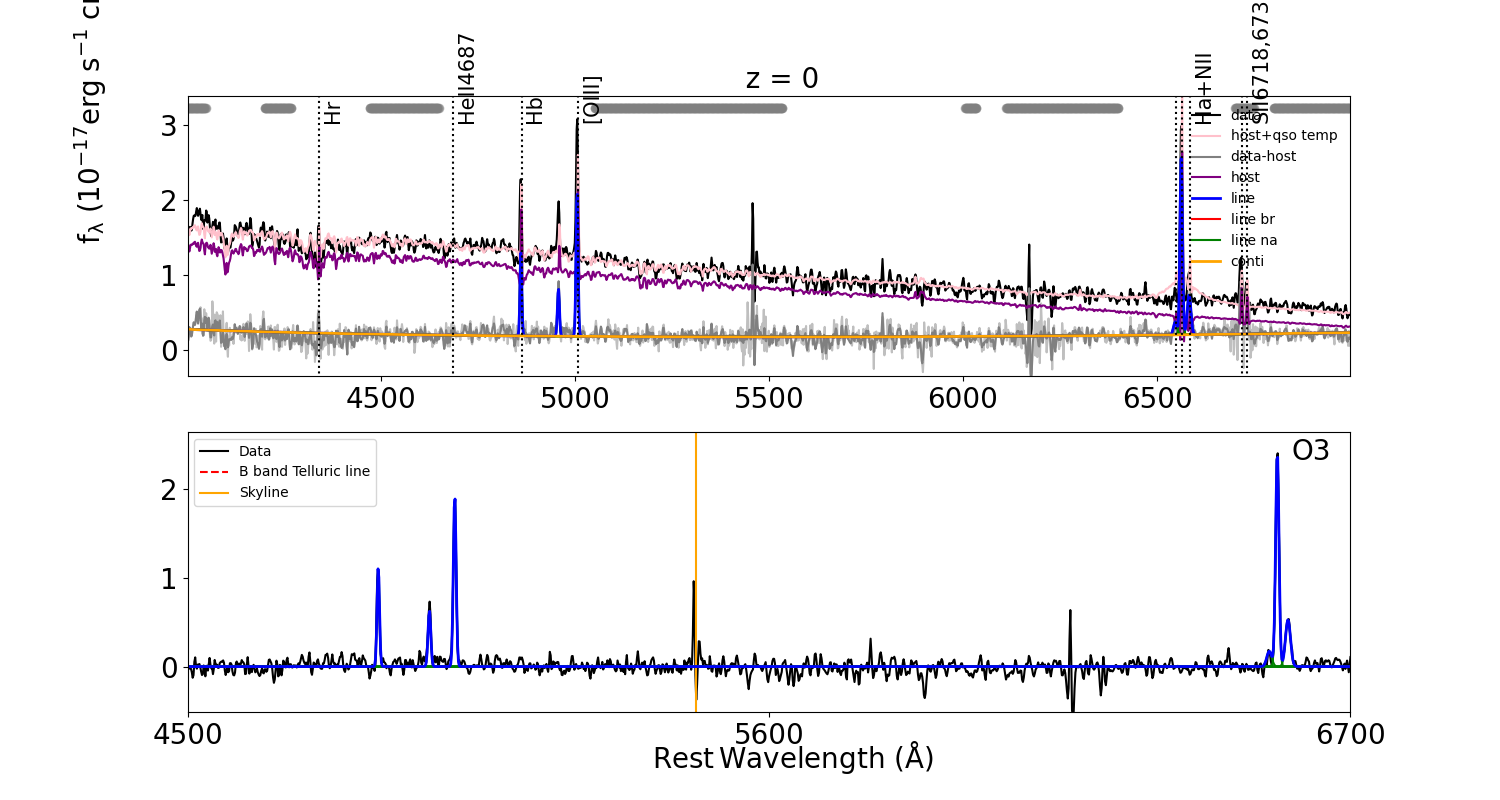 f_λ (10^−17 erg s^−1 c
z = 0
Hr
HeII4687
Hb
[OIII]
Ha+NII
SII6718,673
data
host+qso temp
data-host
host
line
line br
line na
conti
3
2
1
0
4500 5000 5500 6000 6500
Data
B band Telluric line
Skyline
O3
2
1
0
4500 5600 6700
Rest Wavelength (Å)